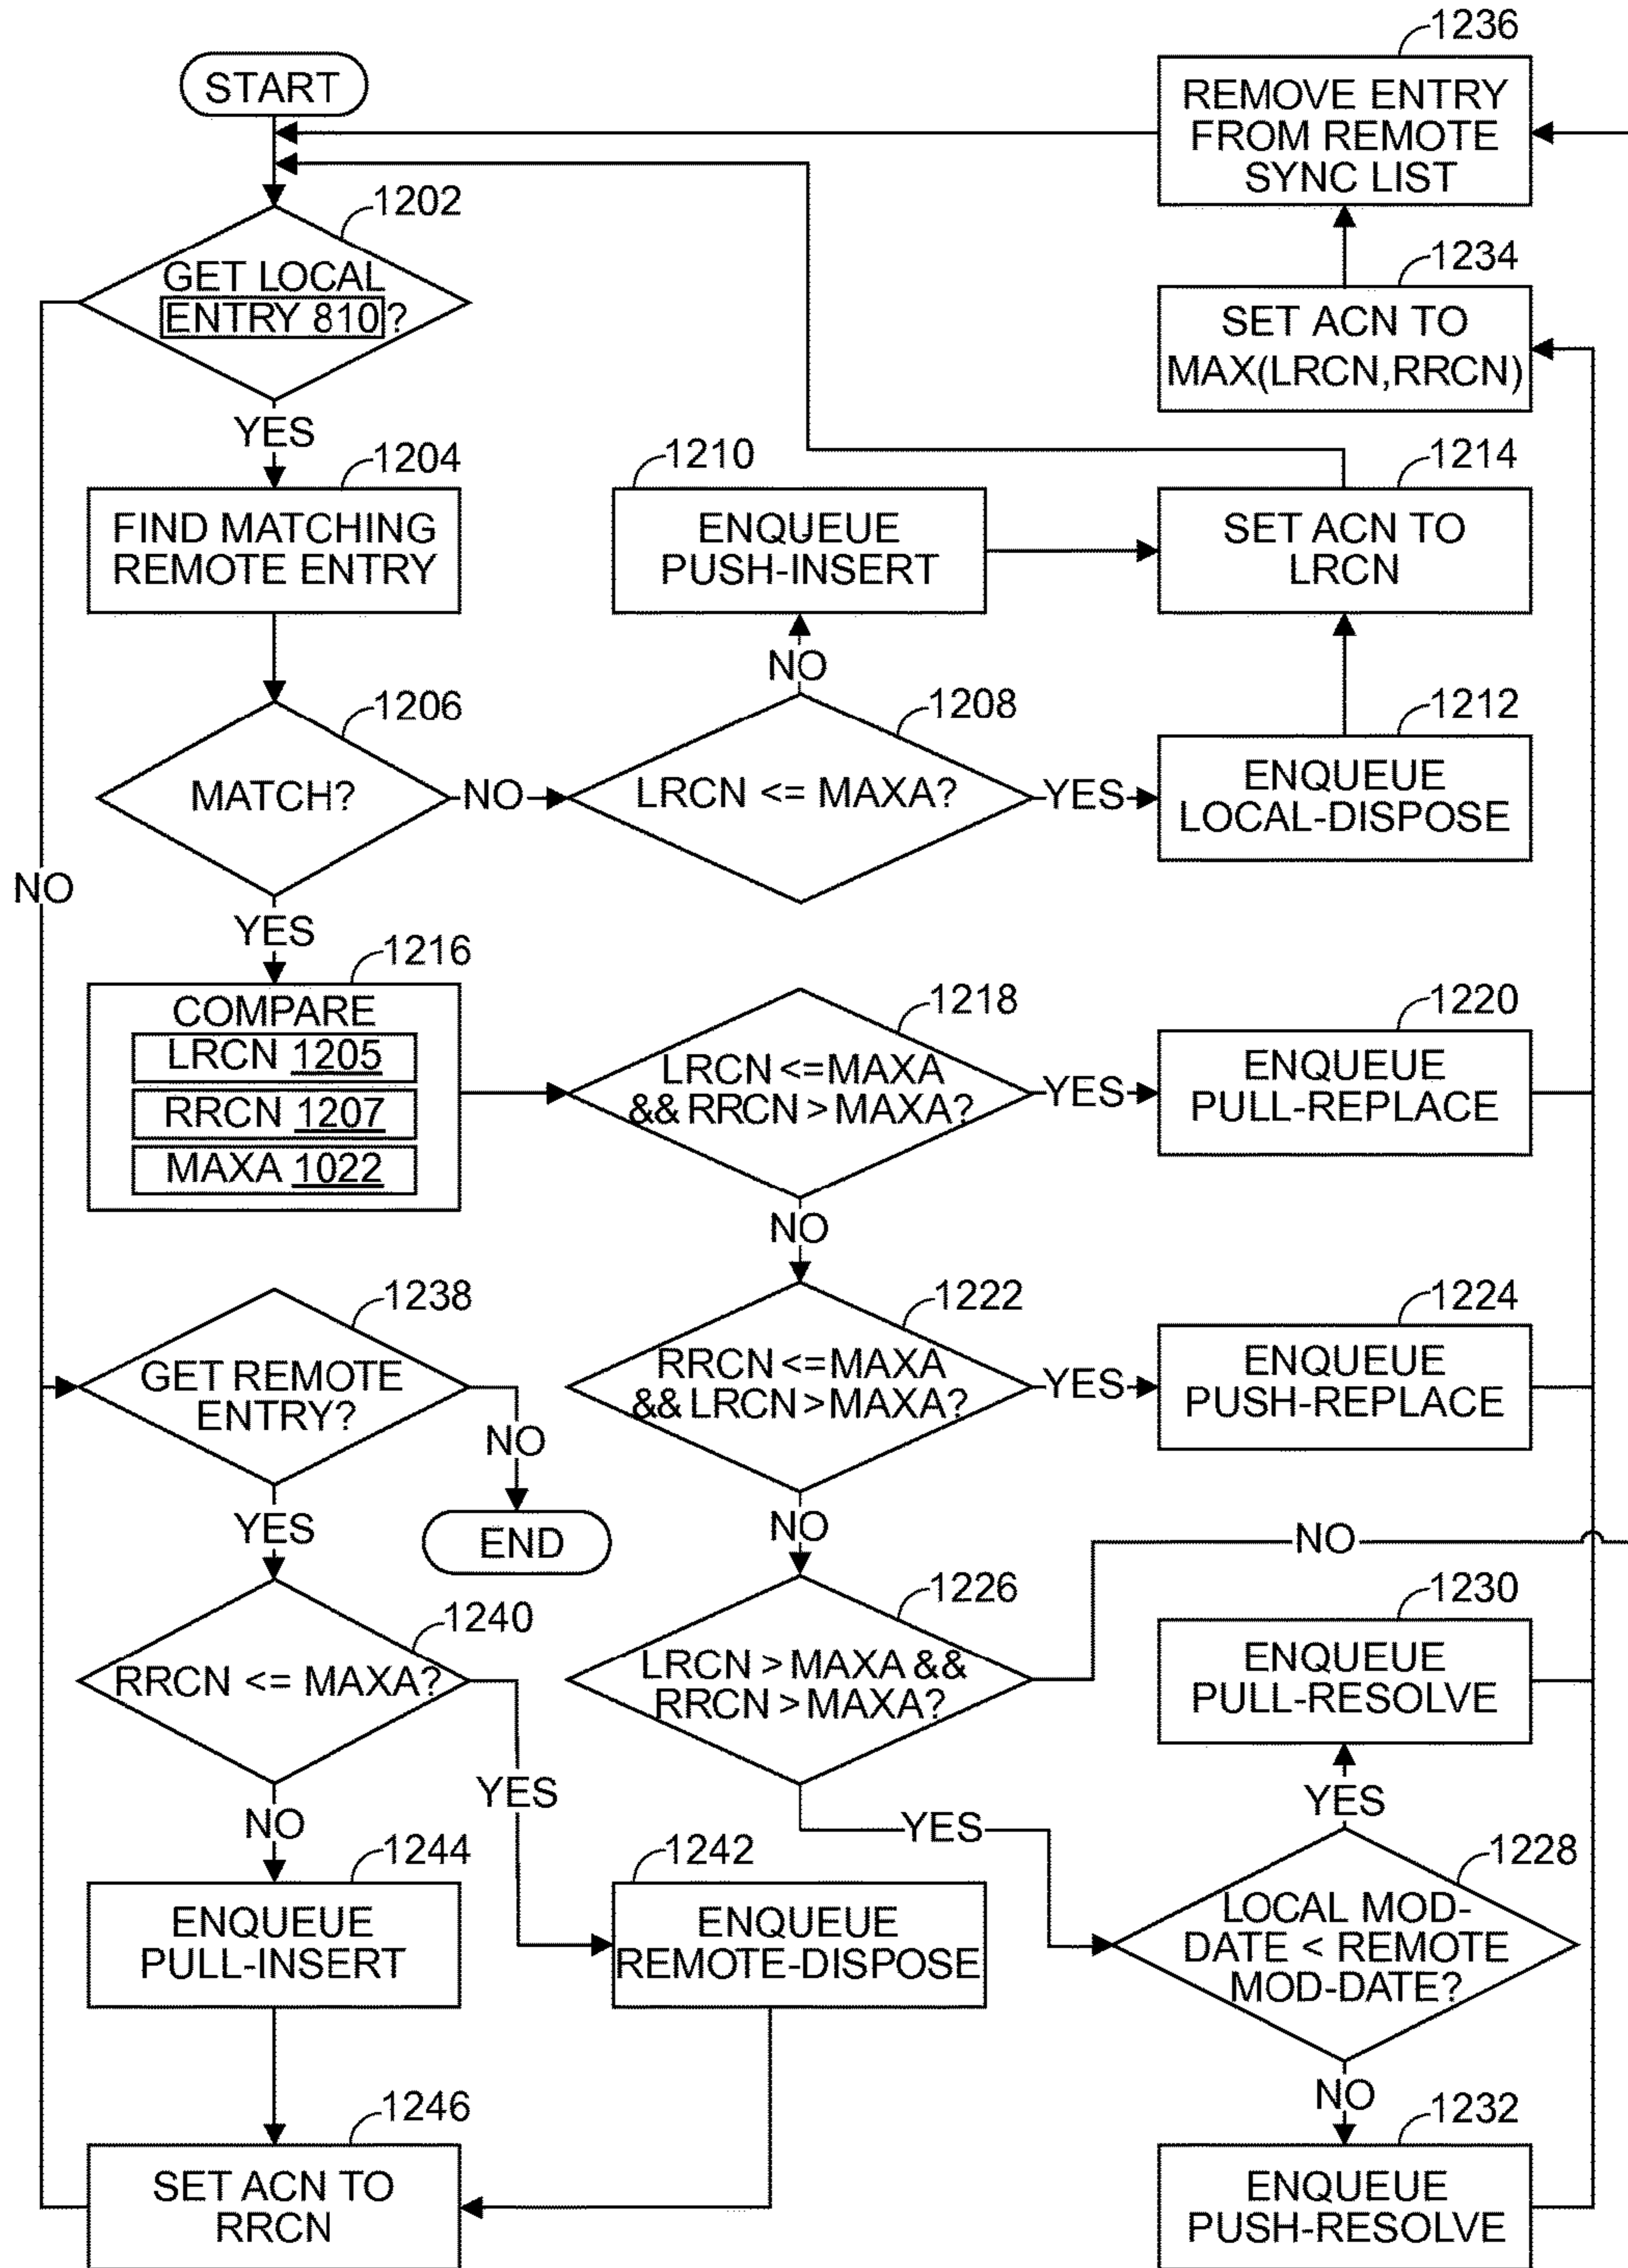 START
1202
GET LOCAL
ENTRY 810?
YES
1204
FIND MATCHING
REMOTE ENTRY
1206
MATCH?
NO
1208
LRCN <= MAXA?
NO
1210
ENQUEUE
PUSH-INSERT
YES
1212
ENQUEUE
LOCAL-DISPOSE
1214
SET ACN TO
LRCN
1236
REMOVE ENTRY
FROM REMOTE
SYNC LIST
1234
SET ACN TO
MAX(LRCN,RRCN)
NO
YES
1216
COMPARE
LRCN 1205
RRCN 1207
MAXA 1022
1218
LRCN <=MAXA
&& RRCN > MAXA?
YES
1220
ENQUEUE
PULL-REPLACE
NO
1222
RRCN <=MAXA
&& LRCN >MAXA?
YES
1224
ENQUEUE
PUSH-REPLACE
NO
1226
LRCN > MAXA &&
RRCN > MAXA?
NO
YES
1228
LOCAL MOD-
DATE < REMOTE
MOD-DATE?
YES
1230
ENQUEUE
PULL-RESOLVE
NO
1232
ENQUEUE
PUSH-RESOLVE
1238
GET REMOTE
ENTRY?
NO
END
YES
1240
RRCN <= MAXA?
YES
1242
ENQUEUE
REMOTE-DISPOSE
NO
1244
ENQUEUE
PULL-INSERT
1246
SET ACN TO
RRCN